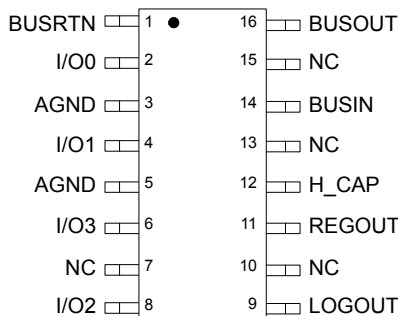 BUSRTN 1 16 BUSOUT
I/O0 2 15 NC
AGND 3 14 BUSIN
I/O1 4 13 NC
AGND 5 12 H_CAP
I/O3 6 11 REGOUT
NC 7 10 NC
I/O2 8 9 LOGOUT